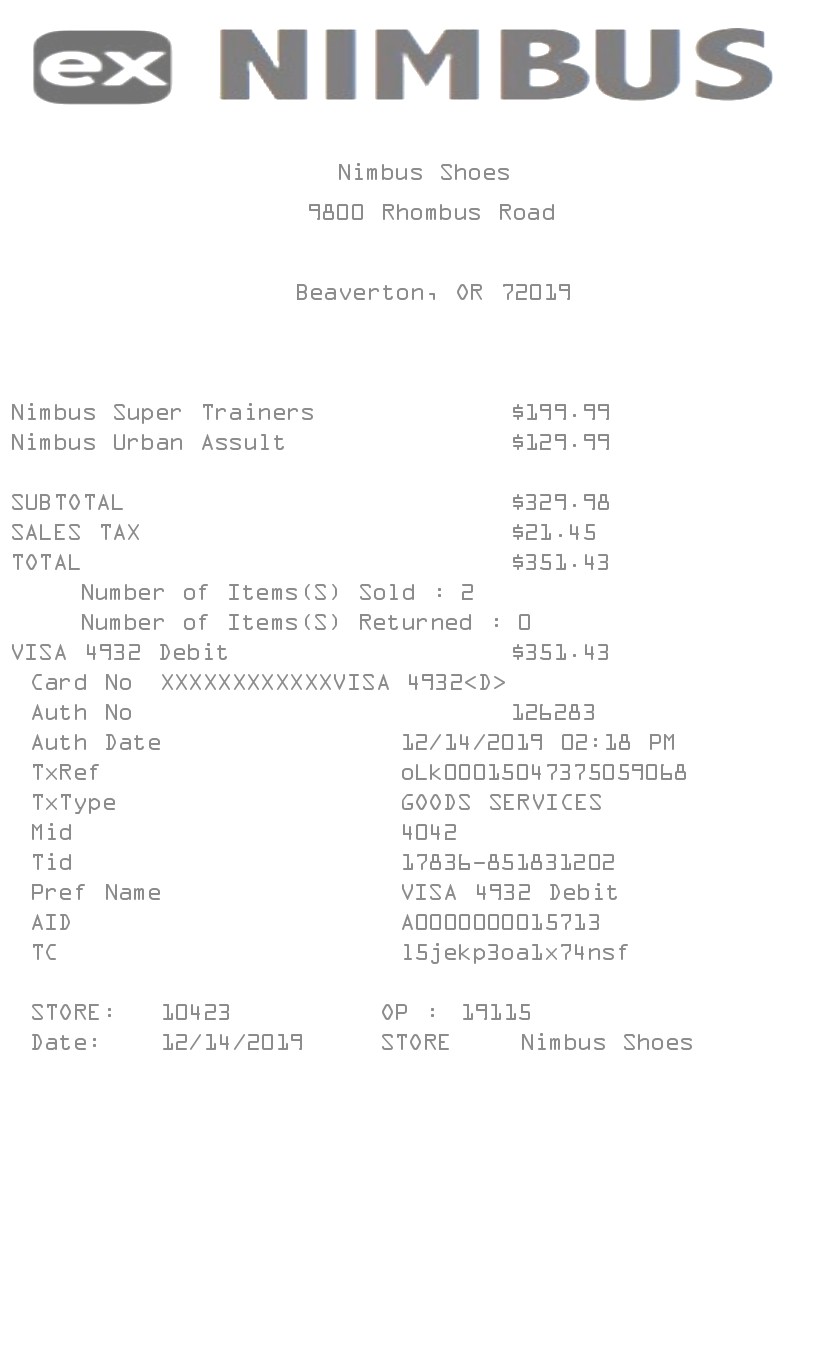 ex NIMBUS
Nimbus Shoes
9800 Rhombus Road
Beaverton, OR 72019
Nimbus Super Trainers $199.99
Nimbus Urban Assult $129.99
SUBTOTAL $329.98
SALES TAX $21.45
TOTAL $351.43
Number of Items(S) Sold : 2
Number of Items(S) Returned : 0
VISA 4932 Debit $351.43
Card No XXXXXXXXXXXXVISA 4932<D>
Auth No 126283
Auth Date 12/14/2019 02:18 PM
TxRef oLk00015047375059068
TxType GOODS SERVICES
Mid 4042
Tid 17836-851831202
Pref Name VISA 4932 Debit
AID A0000000015713
TC l5jekp3oa1x74nsf
STORE: 10423 OP : 19115
Date: 12/14/2019 STORE Nimbus Shoes